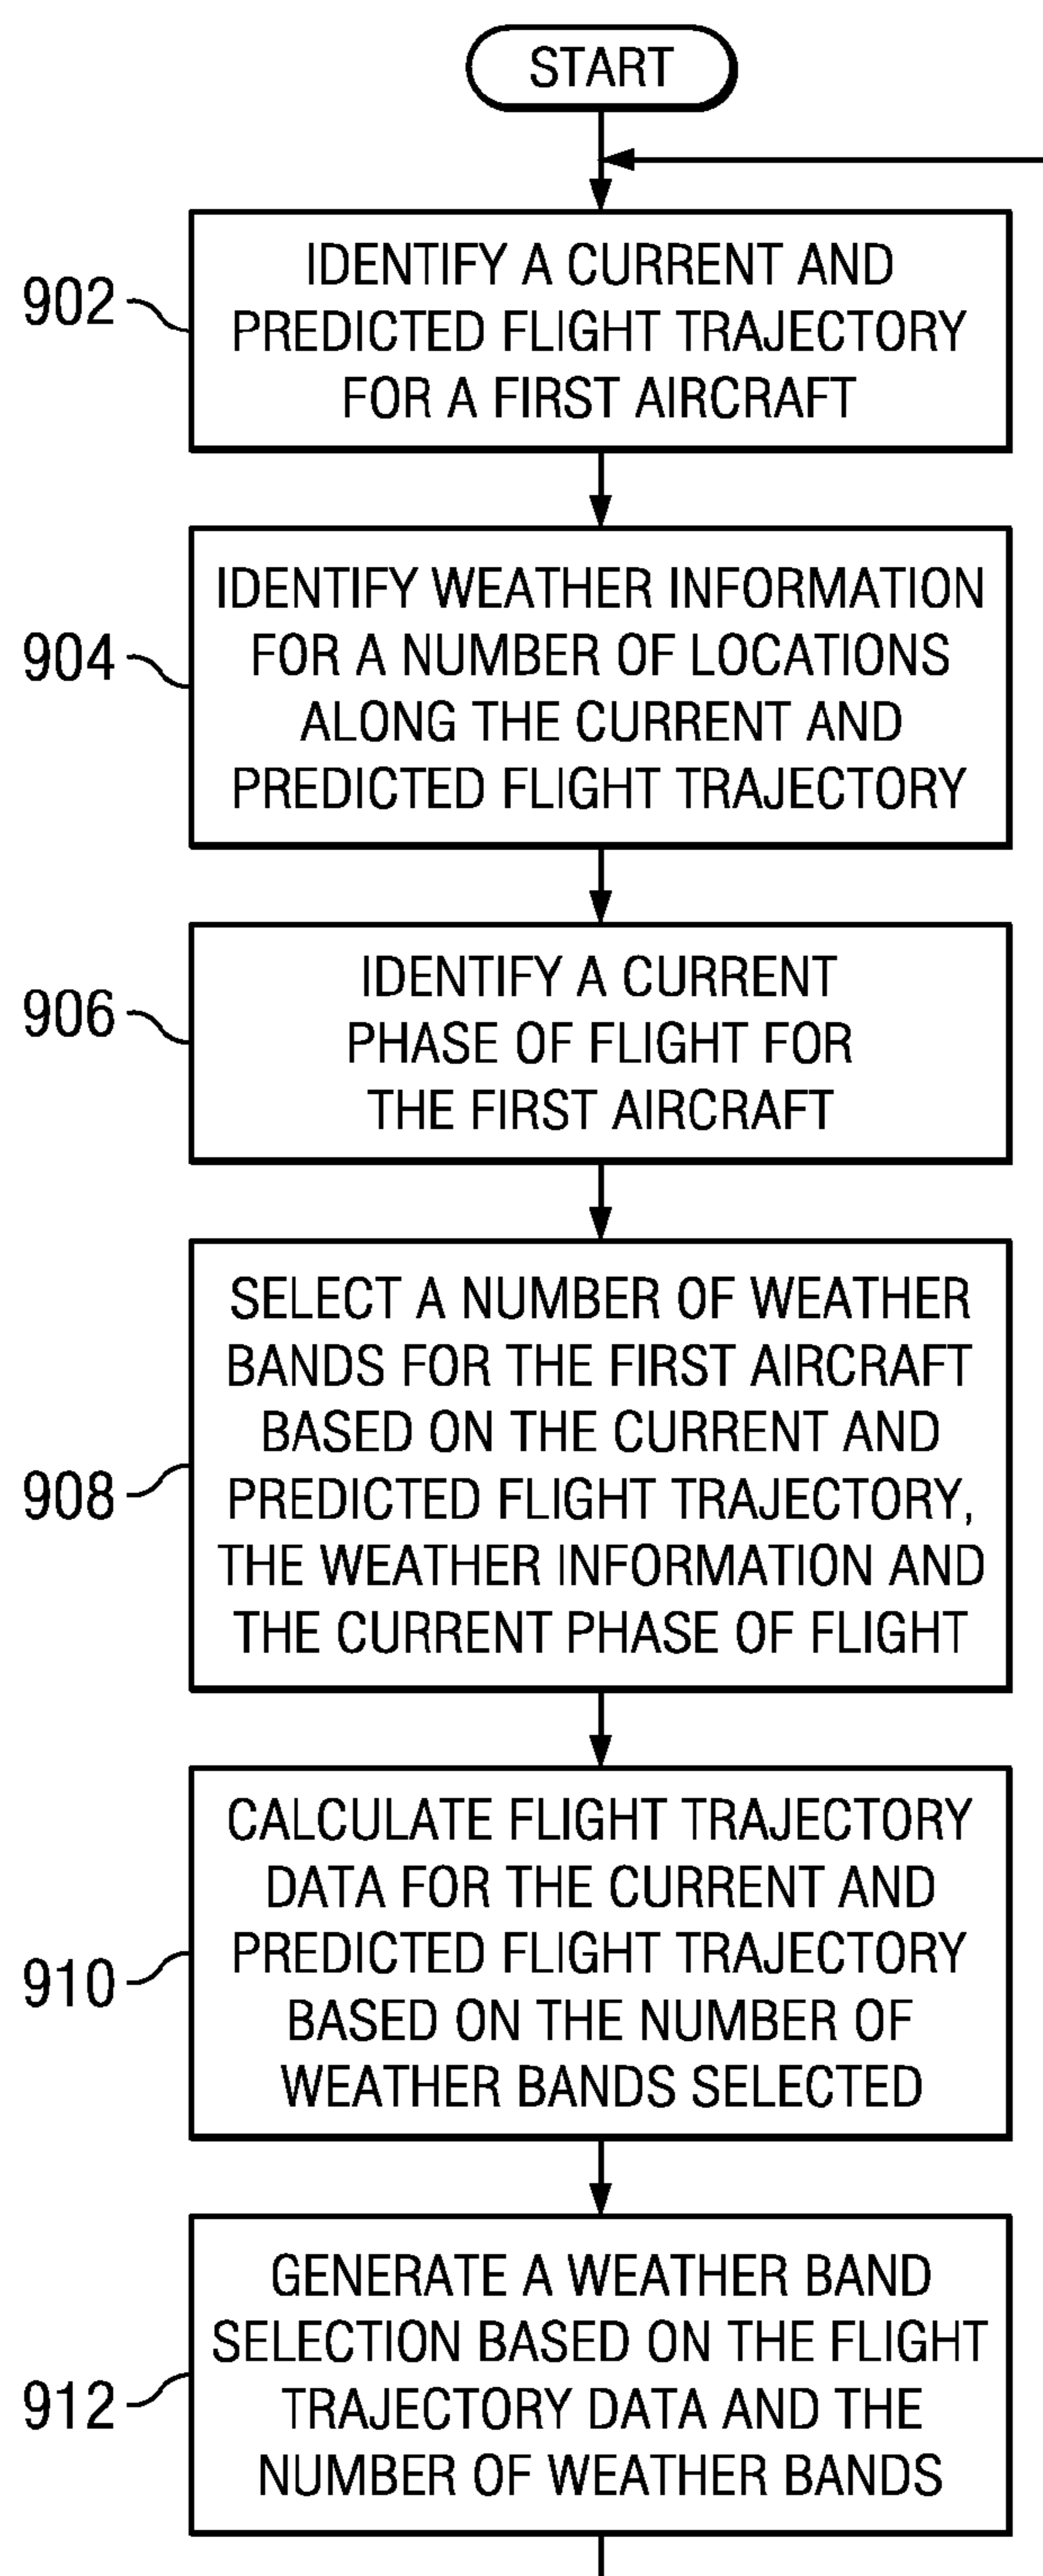 START
902
IDENTIFY A CURRENT AND
PREDICTED FLIGHT TRAJECTORY
FOR A FIRST AIRCRAFT
904
IDENTIFY WEATHER INFORMATION
FOR A NUMBER OF LOCATIONS
ALONG THE CURRENT AND
PREDICTED FLIGHT TRAJECTORY
906
IDENTIFY A CURRENT
PHASE OF FLIGHT FOR
THE FIRST AIRCRAFT
908
SELECT A NUMBER OF WEATHER
BANDS FOR THE FIRST AIRCRAFT
BASED ON THE CURRENT AND
PREDICTED FLIGHT TRAJECTORY,
THE WEATHER INFORMATION AND
THE CURRENT PHASE OF FLIGHT
910
CALCULATE FLIGHT TRAJECTORY
DATA FOR THE CURRENT AND
PREDICTED FLIGHT TRAJECTORY
BASED ON THE NUMBER OF
WEATHER BANDS SELECTED
912
GENERATE A WEATHER BAND
SELECTION BASED ON THE FLIGHT
TRAJECTORY DATA AND THE
NUMBER OF WEATHER BANDS